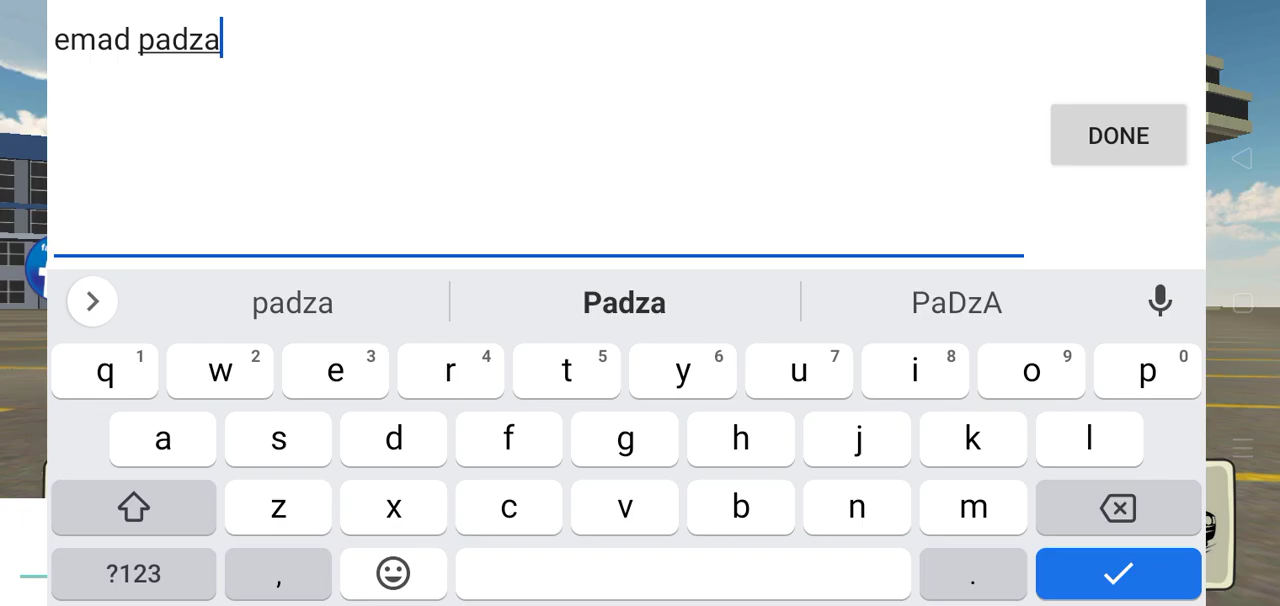 emad padza
DONE
padza Padza PaDzA
q 1 w 2 e 3 r 4 t 5 y 6 u 7 i 8 o 9 p 0
a s d f g h j k l
z x c v b n m
?123 , .